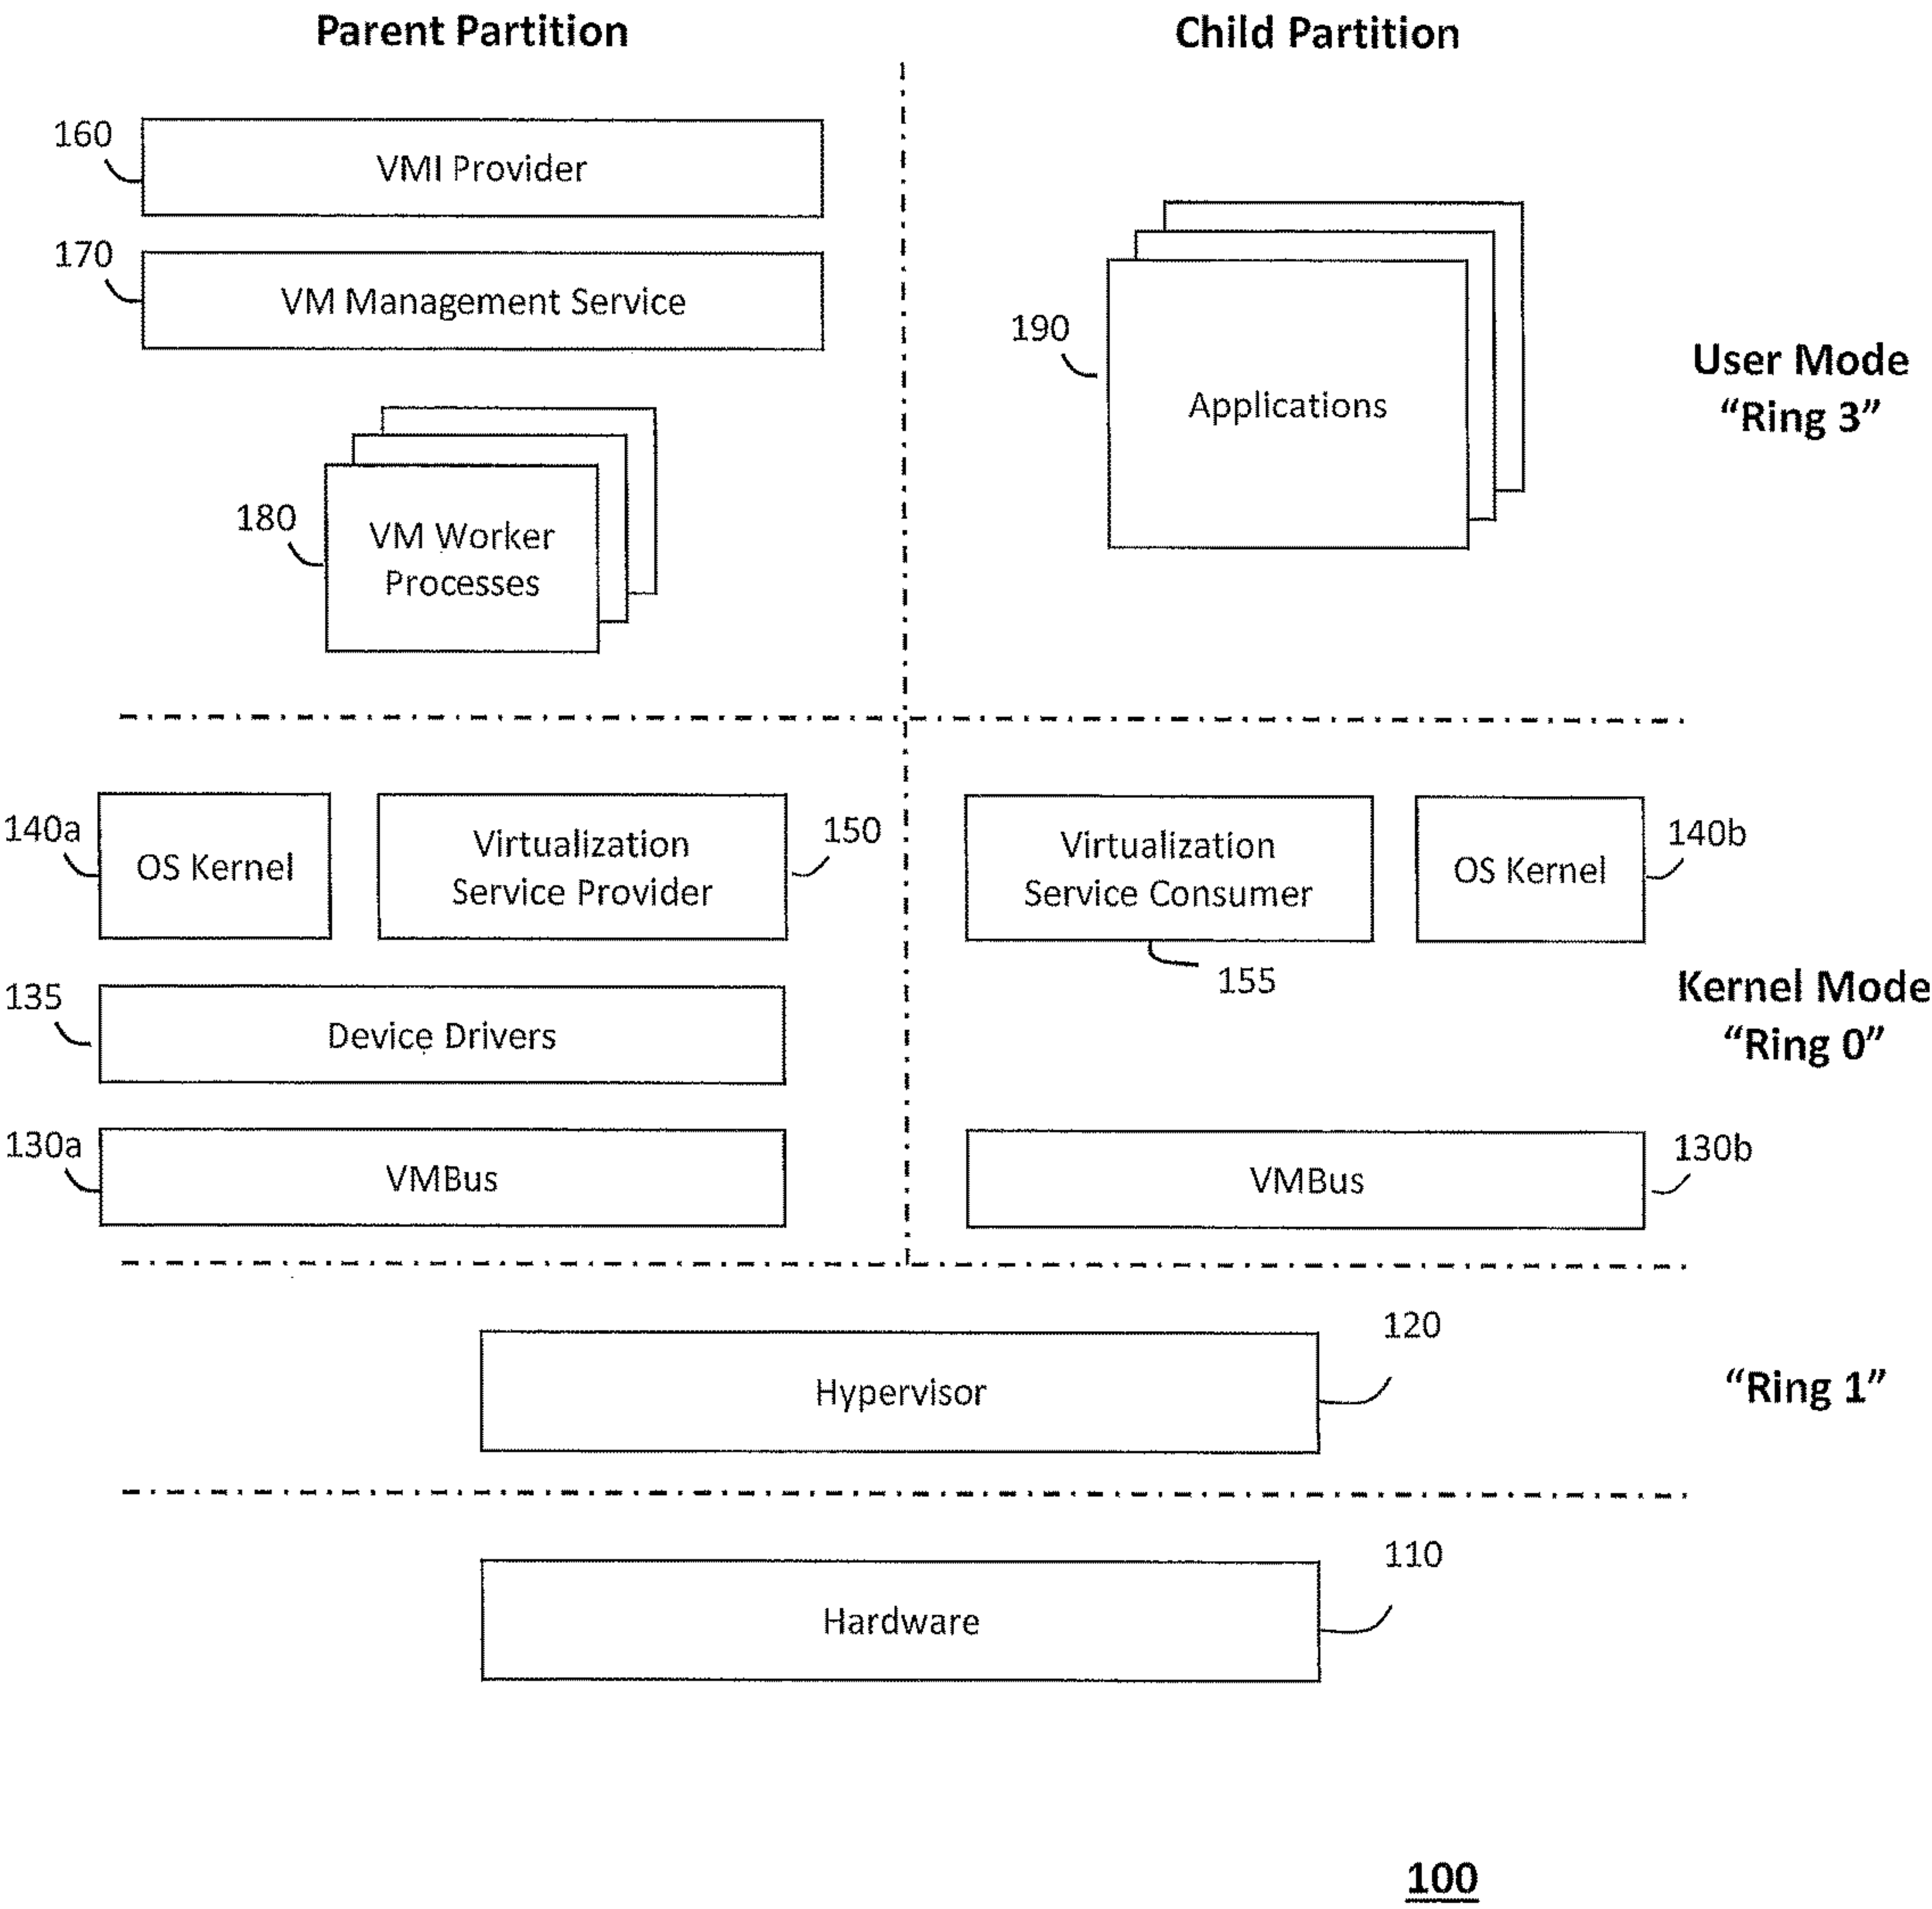 Parent Partition
Child Partition
160
VMI Provider
170
VM Management Service
190
Applications
User Mode
“Ring 3”
180
VM Worker
Processes
140a
OS Kernel
Virtualization
Service Provider
150
Virtualization
Service Consumer
155
OS Kernel
140b
135
Device Drivers
Kernel Mode
“Ring 0”
130a
VMBus
VMBus
130b
Hypervisor
120
“Ring 1”
Hardware
110
100